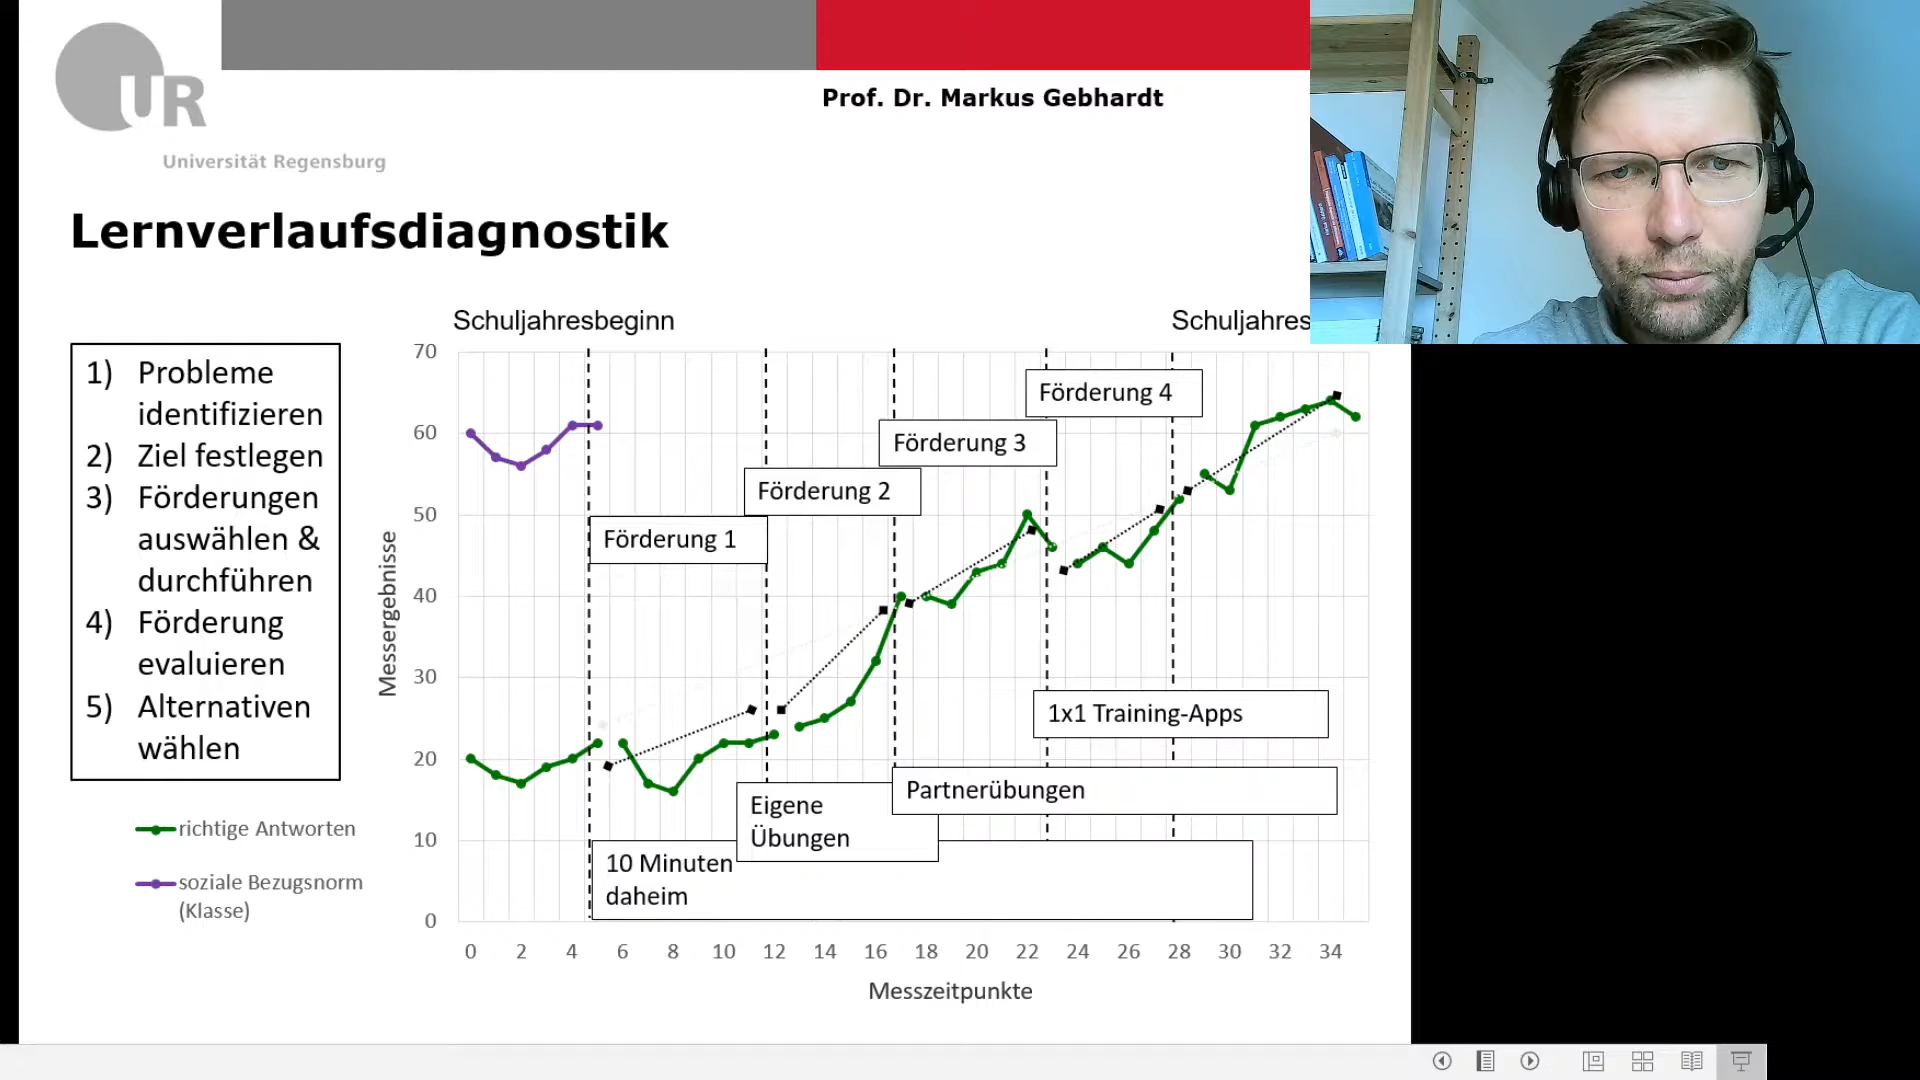 UR
Universität Regensburg
Prof. Dr. Markus Gebhardt
Lernverlaufsdiagnostik
1) Probleme
identifizieren
2) Ziel festlegen
3) Förderungen
auswählen &
durchführen
4) Förderung
evaluieren
5) Alternativen
wählen
richtige Antworten
soziale Bezugsnorm
(Klasse)
Schuljahresbeginn
Schuljahres
Messergebnisse
70
60
50
40
30
20
10
0
Förderung 1
Förderung 2
Förderung 3
Förderung 4
1x1 Training-Apps
Partnerübungen
Eigene
Übungen
10 Minuten
daheim
0 2 4 6 8 10 12 14 16 18 20 22 24 26 28 30 32 34
Messzeitpunkte